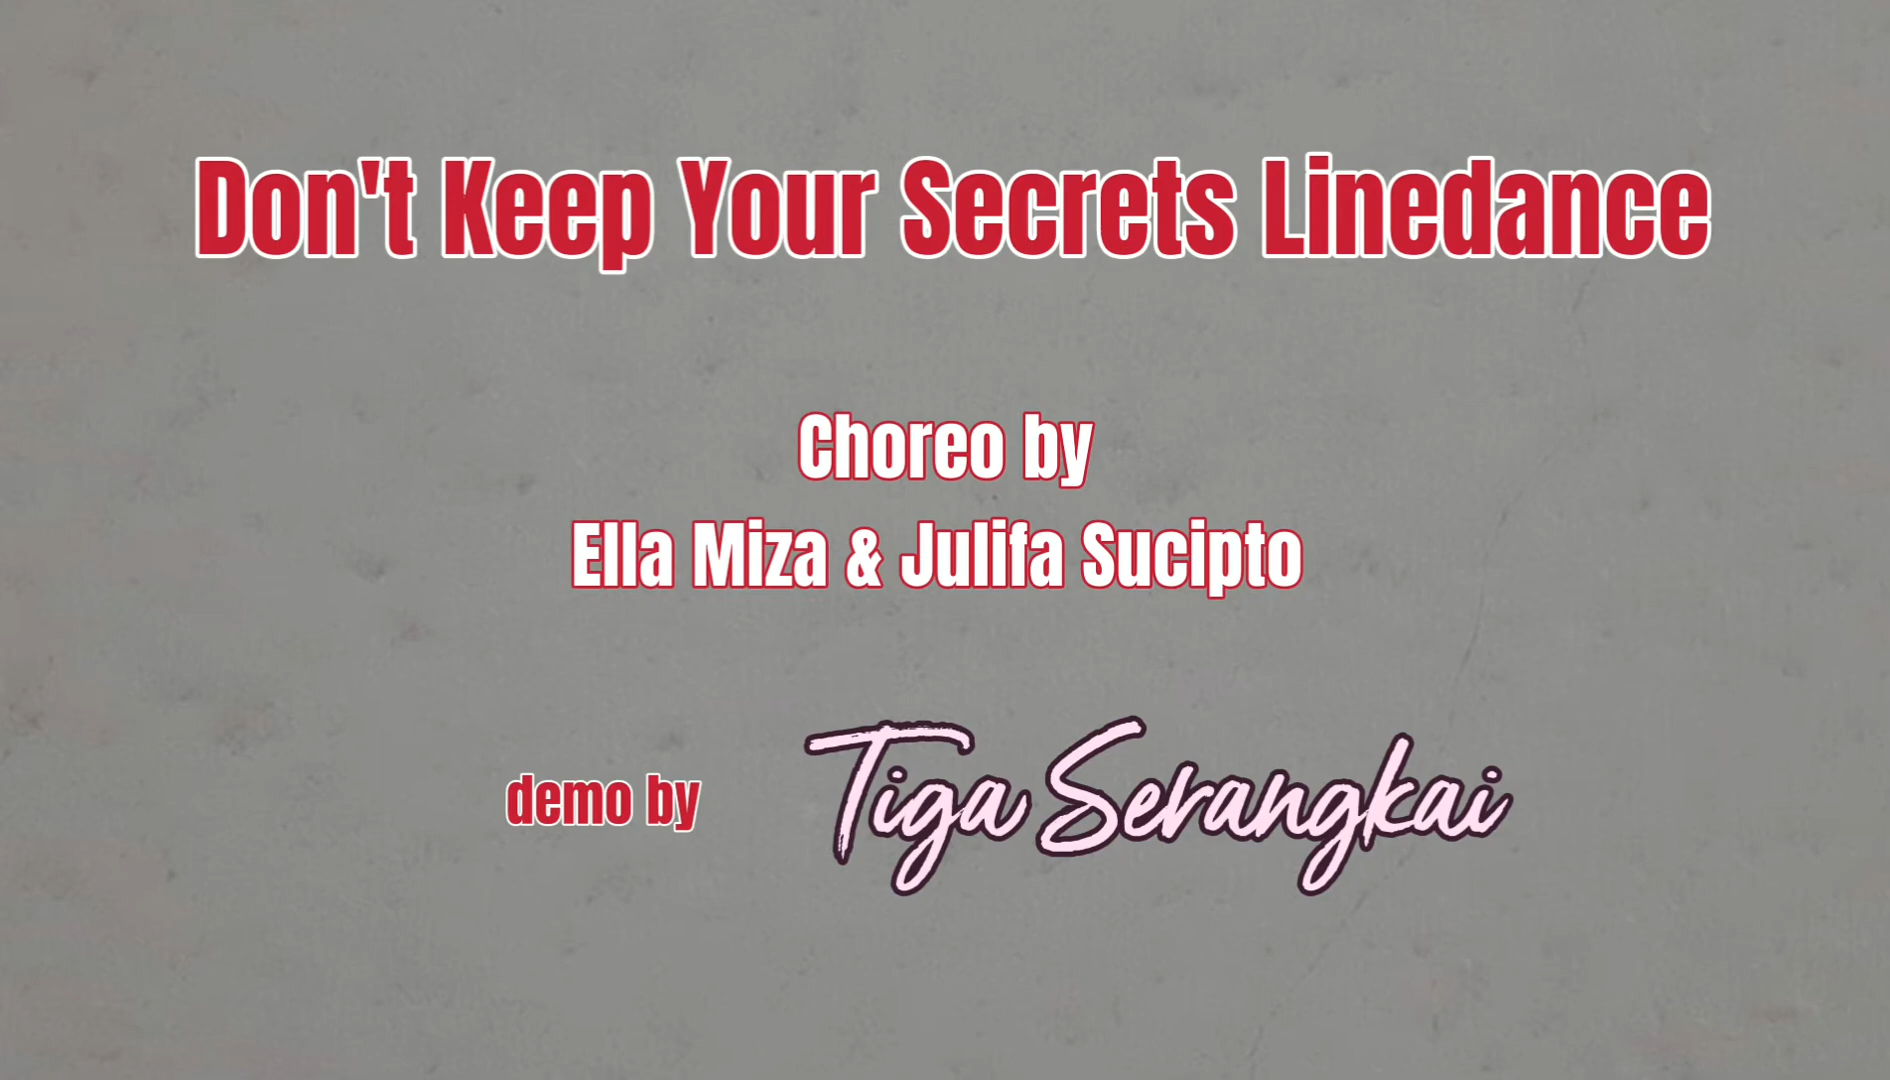 Don't Keep Your Secrets Linedance
Choreo by
Ella Miza & Julifa Sucipto
demo by Tiga Serangkai